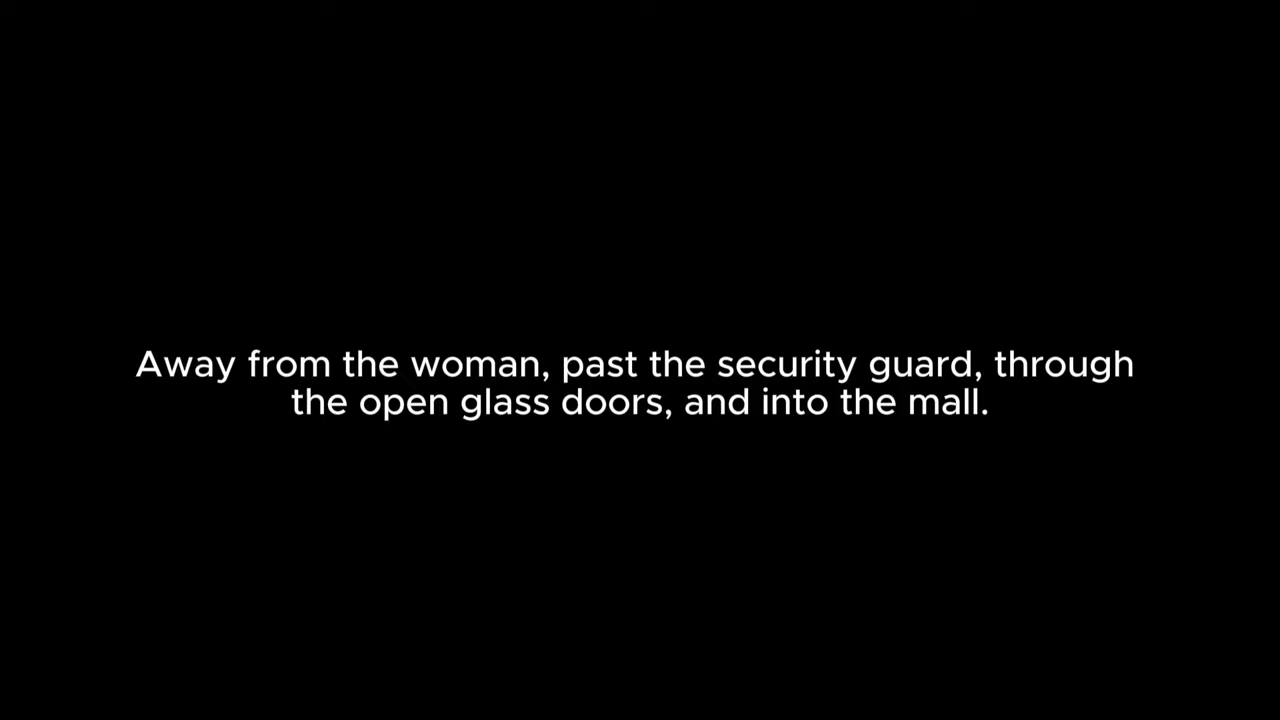 Away from the woman, past the security guard, through
the open glass doors, and into the mall.